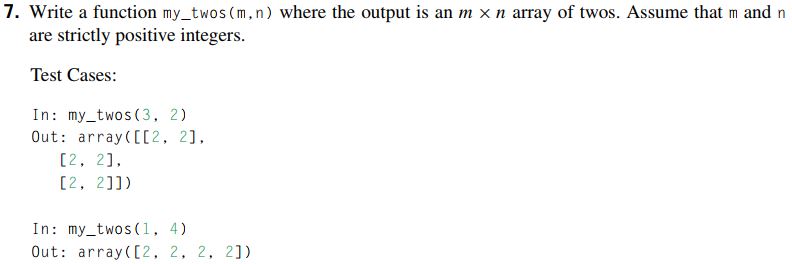 7. Write a function my_twos(m,n) where the output is an m × n array of twos. Assume that m and n
are strictly positive integers.
Test Cases:
In: my_twos(3, 2)
Out: array([[2, 2],
[2, 2],
[2, 2]])
In: my_twos(1, 4)
Out: array([2, 2, 2, 2])